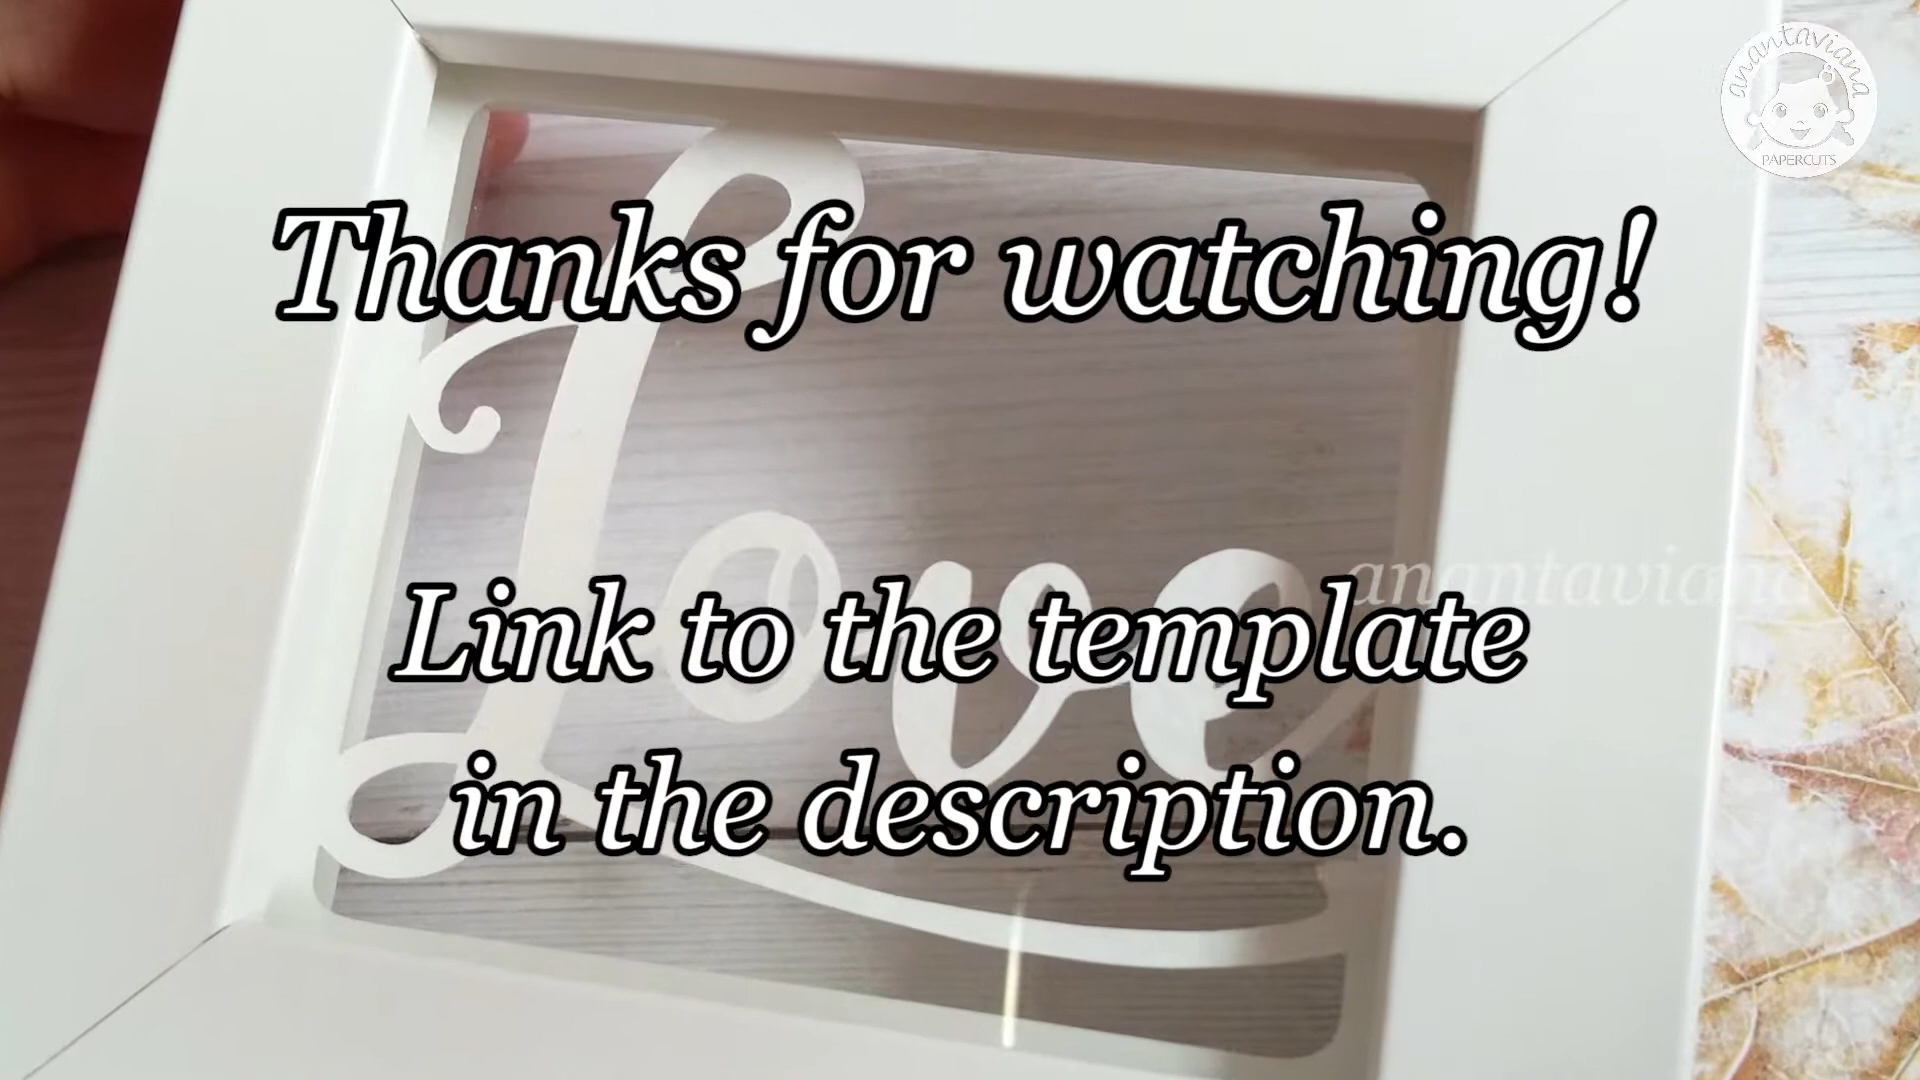 anantaviana
PAPERCUTS
Thanks for watching!
Love
anantaviana
Link to the template
in the description.